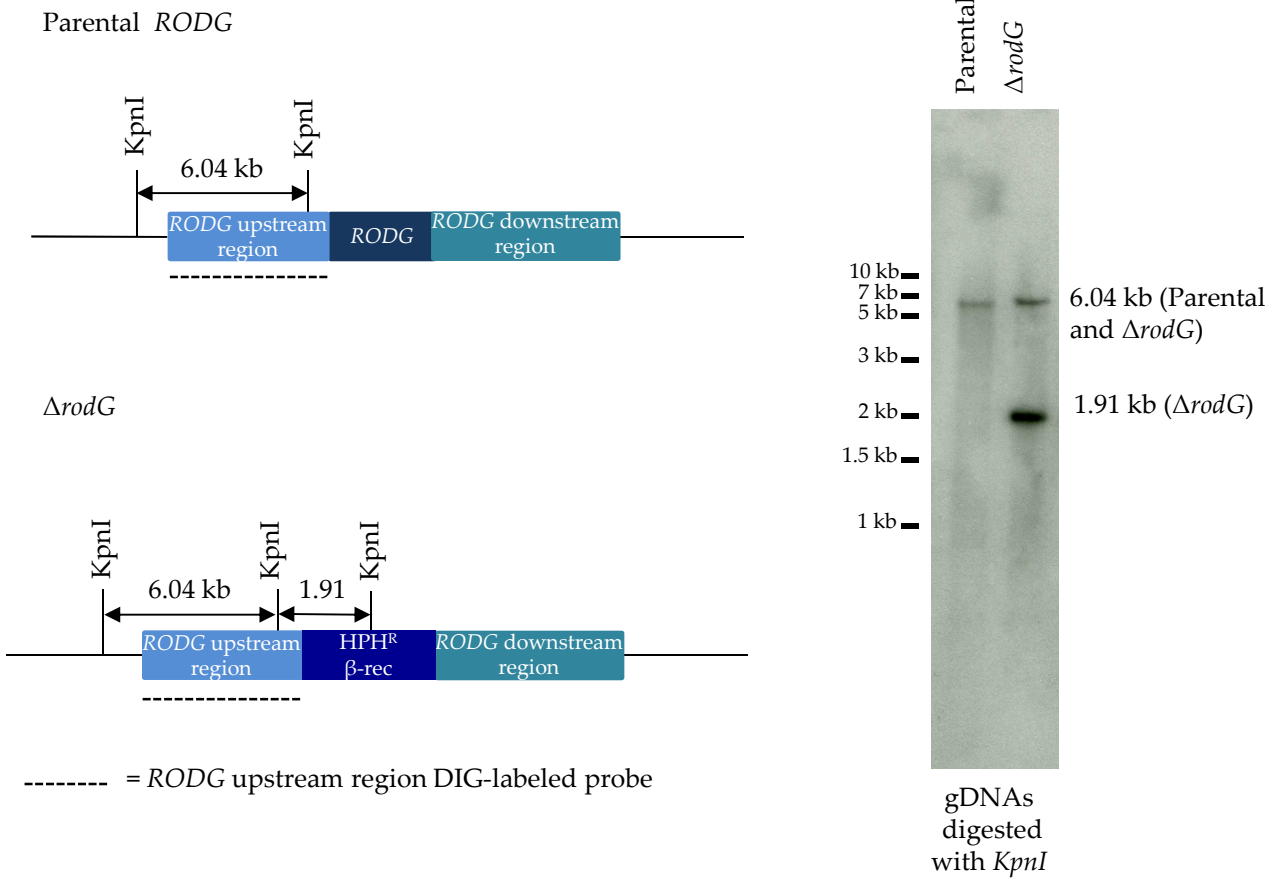 Parental RODG
KpnI
KpnI
6.04 kb
RODG upstream
region
RODG
RODG downstream
region
ΔrodG
KpnI
KpnI
KpnI
6.04 kb
1.91
RODG upstream
region
HPHᴿ
β-rec
RODG downstream
region
------- = RODG upstream region DIG-labeled probe
Parental
ΔrodG
10 kb
7 kb
5 kb
3 kb
2 kb
1.5 kb
1 kb
6.04 kb (Parental
and ΔrodG)
1.91 kb (ΔrodG)
gDNAs
digested
with KpnI